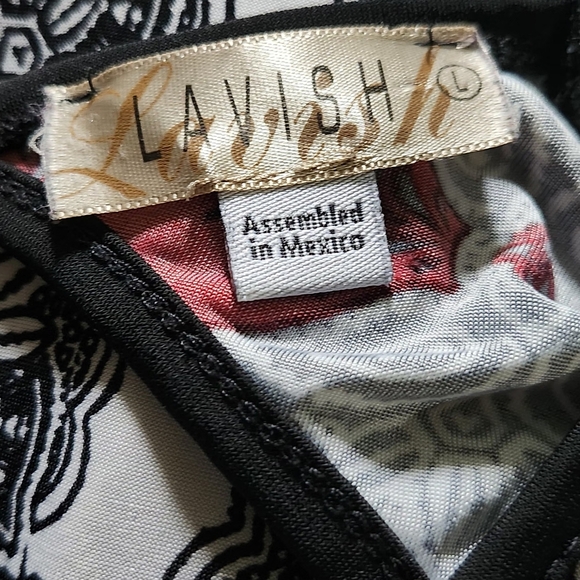 LAVISH
Lavish
L
Assembled
in Mexico